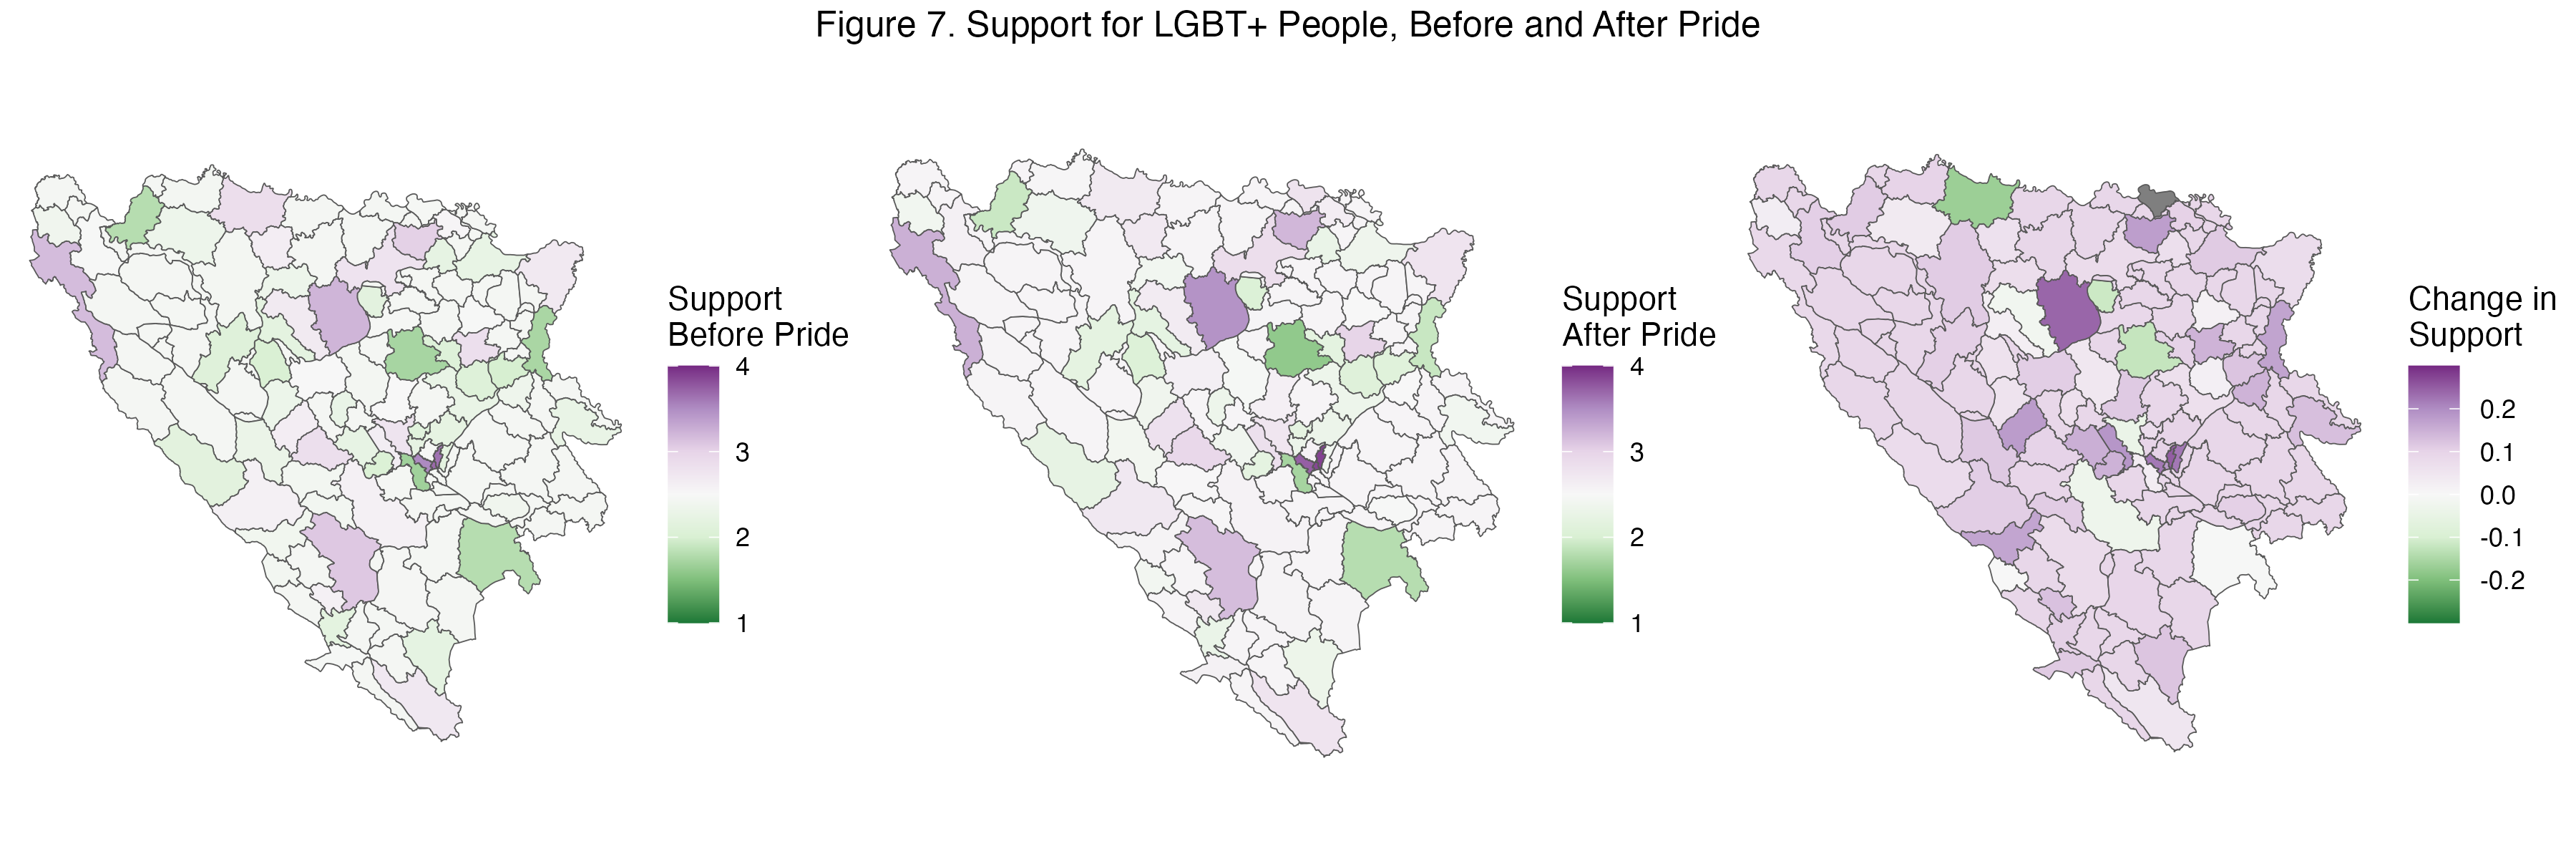 Figure 7. Support for LGBT+ People, Before and After Pride
Support
Before Pride
4
3
2
1
Support
After Pride
4
3
2
1
Change in
Support
0.2
0.1
0.0
-0.1
-0.2